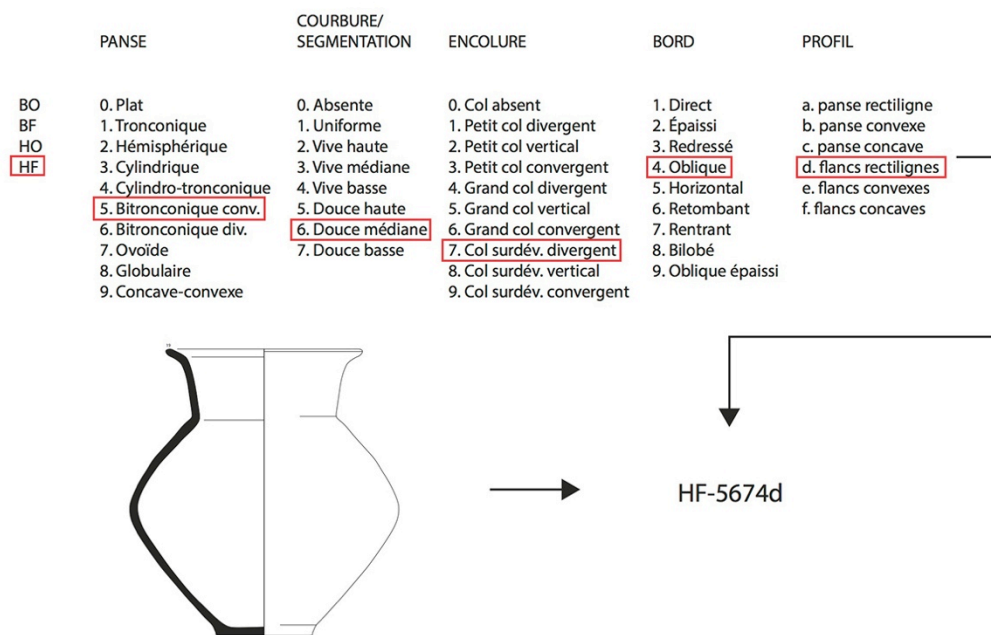 PANSE
COURBURE/
SEGMENTATION
ENCOLURE
BORD
PROFIL
BO
BF
HO
HF
0. Plat
1. Tronconique
2. Hémisphérique
3. Cylindrique
4. Cylindro-tronconique
5. Bitronconique conv.
6. Bitronconique div.
7. Ovoïde
8. Globulaire
9. Concave-convexe
0. Absente
1. Uniforme
2. Vive haute
3. Vive médiane
4. Vive basse
5. Douce haute
6. Douce médiane
7. Douce basse
0. Col absent
1. Petit col divergent
2. Petit col vertical
3. Petit col convergent
4. Grand col divergent
5. Grand col vertical
6. Grand col convergent
7. Col surdév. divergent
8. Col surdév. vertical
9. Col surdév. convergent
1. Direct
2. Épaissi
3. Redressé
4. Oblique
5. Horizontal
6. Retombant
7. Rentrant
8. Bilobé
9. Oblique épaissi
a. panse rectiligne
b. panse convexe
c. panse concave
d. flancs rectilignes
e. flancs convexes
f. flancs concaves
HF-5674d